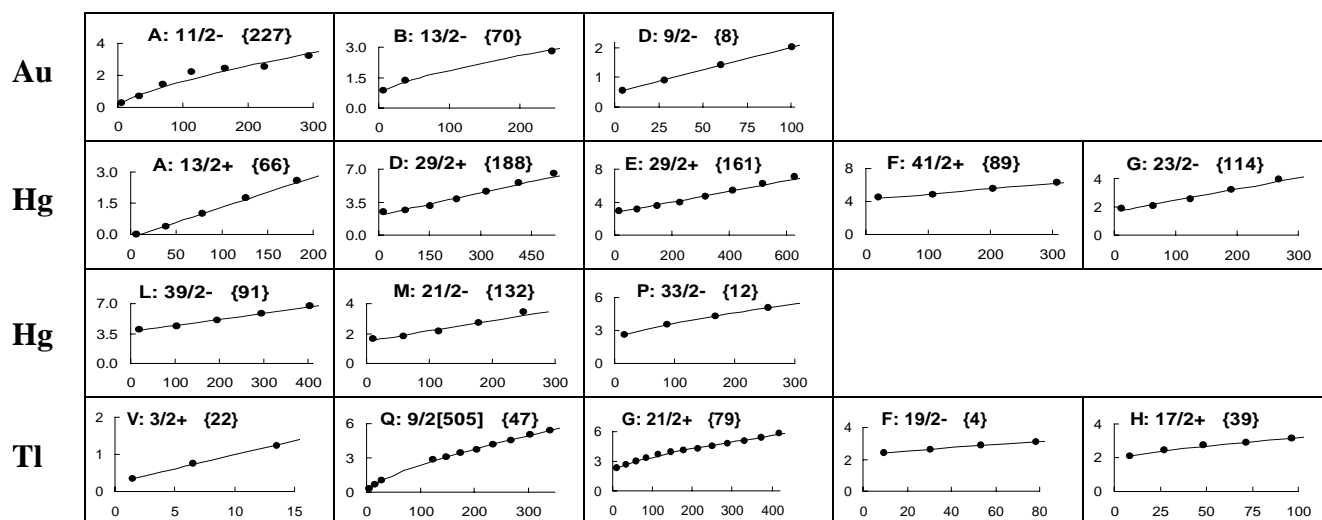 Au
A: 11/2- {227}
4
2
0
0 100 200 300
B: 13/2- {70}
3.0
1.5
0.0
0 100 200
D: 9/2- {8}
2
1
0
0 25 50 75 100
Hg
A: 13/2+ {66}
3.0
1.5
0.0
0 50 100 150 200
D: 29/2+ {188}
7.0
3.5
0.0
0 150 300 450
E: 29/2+ {161}
8
4
0
0 200 400 600
F: 41/2+ {89}
8
4
0
0 100 200 300
G: 23/2- {114}
4
2
0
0 100 200 300
Hg
L: 39/2- {91}
7.0
3.5
0.0
0 100 200 300 400
M: 21/2- {132}
4
2
0
0 100 200 300
P: 33/2- {12}
6
3
0
0 100 200 300
Tl
V: 3/2+ {22}
2
1
0
0 5 10 15
Q: 9/2[505] {47}
6
3
0
0 100 200 300
G: 21/2+ {79}
6
3
0
0 100 200 300 400
F: 19/2- {4}
4
2
0
0 20 40 60 80
H: 17/2+ {39}
4
2
0
0 25 50 75 100